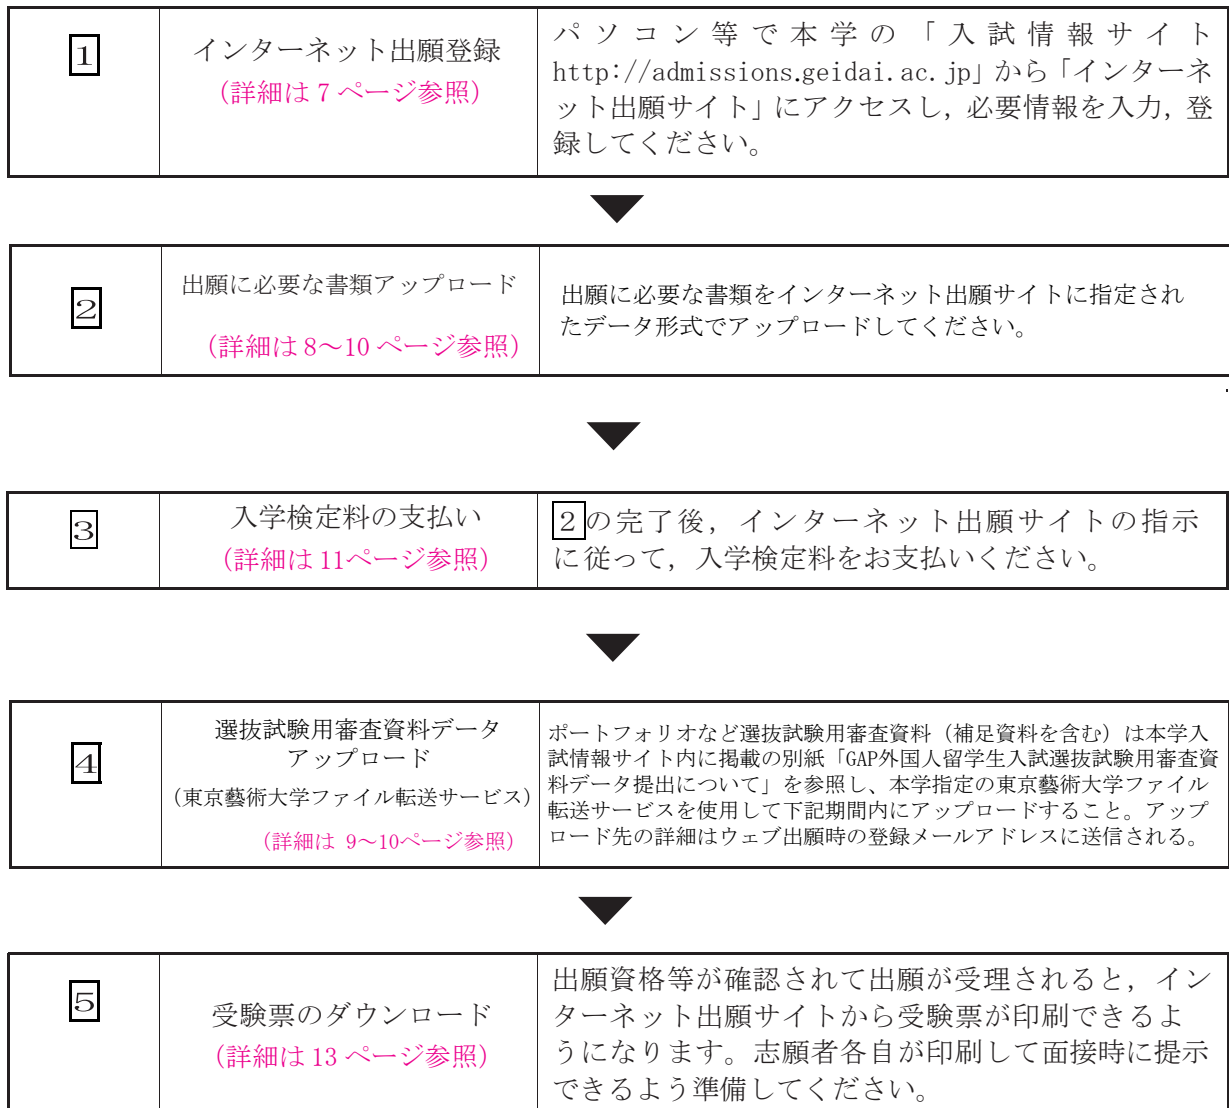 1
インターネット出願登録
(詳細は 7 ページ参照)
パソコン等で本学の「入試情報サイト
http://admissions.geidai.ac.jp」から「インターネ
ット出願サイト」にアクセスし,必要情報を入力,登
録してください。
2
出願に必要な書類アップロード
(詳細は 8～10 ページ参照)
出願に必要な書類をインターネット出願サイトに指定され
たデータ形式でアップロードしてください。
3
入学検定料の支払い
(詳細は 11ページ参照)
2の完了後,インターネット出願サイトの指示
に従って,入学検定料をお支払いください。
4
選抜試験用審査資料データ
アップロード
(東京藝術大学ファイル転送サービス)
(詳細は 9～10ページ参照)
ポートフォリオなど選抜試験用審査資料（補足資料を含む）は本学入
試情報サイト内に掲載の別紙「GAP外国人留学生入試選抜試験用審査資
料データ提出について」を参照し、本学指定の東京藝術大学ファイル
転送サービスを使用して下記期間内にアップロードすること。アップ
ロード先の詳細はウェブ出願時の登録メールアドレスに送信される。
5
受験票のダウンロード
(詳細は 13 ページ参照)
出願資格等が確認されて出願が受理されると,イン
ターネット出願サイトから受験票が印刷できるよ
うになります。志願者各自が印刷して面接時に提示
できるよう準備してください。